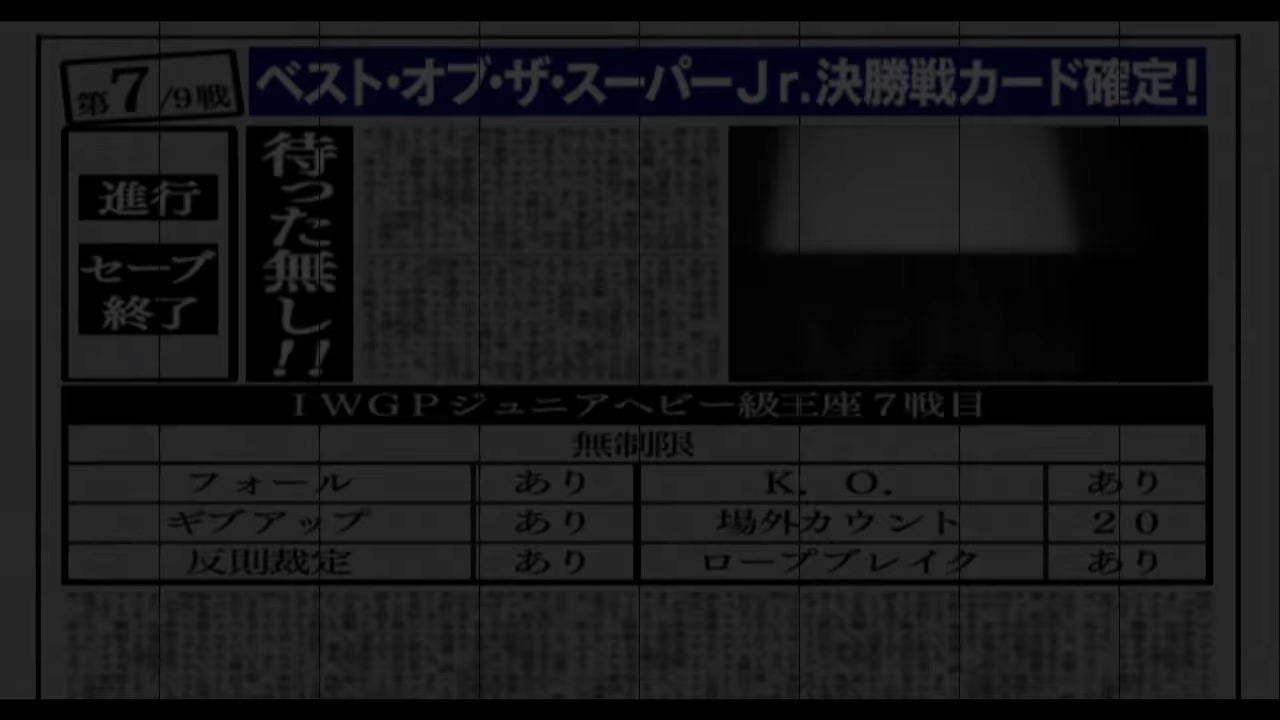 第7/9戦
ベスト・オブ・ザ・スーパーJr.決勝戦カード確定!
進行
セーブ
終了
待った無し!!
IWGPジュニアヘビー級王座7戦目
無制限
フォール あり K.O. あり
ギブアップ あり 場外カウント 20
反則裁定 あり ロープブレイク あり